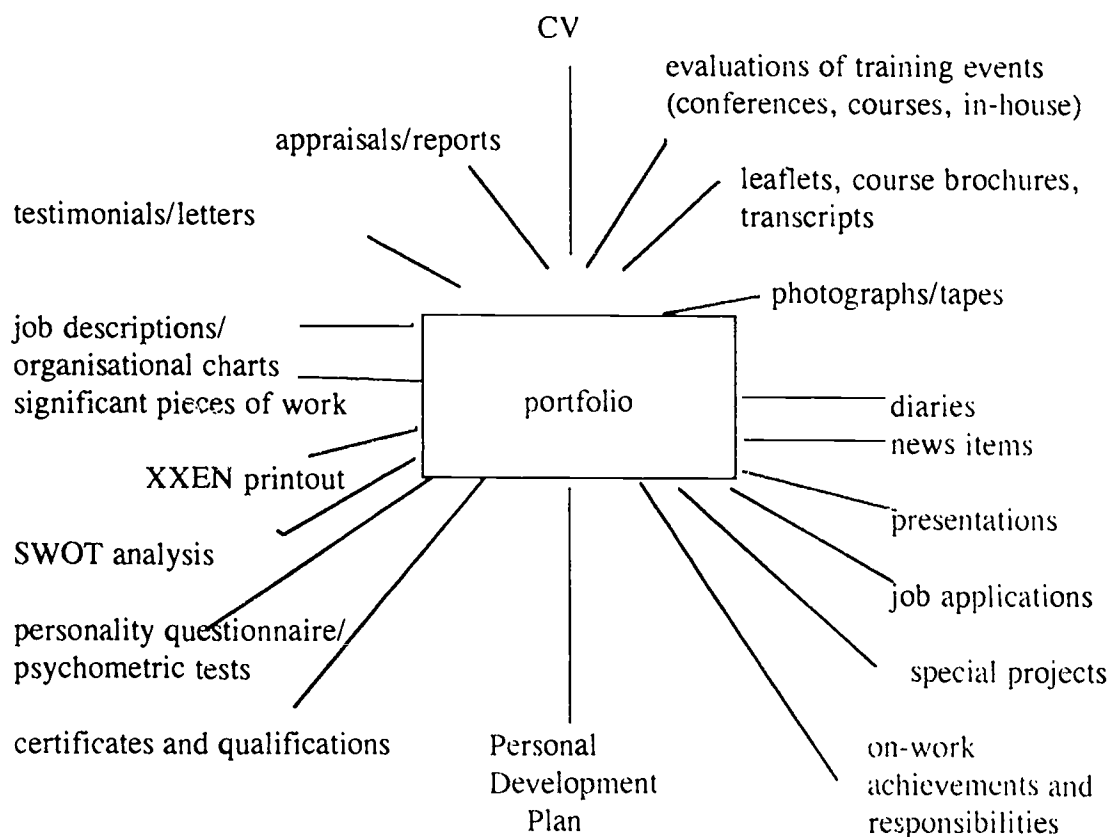 CV
evaluations of training events
(conferences, courses, in-house)
appraisals/reports
leaflets, course brochures,
transcripts
testimonials/letters
photographs/tapes
job descriptions/
organisational charts
significant pieces of work
portfolio
diaries
news items
XXEN printout
presentations
SWOT analysis
job applications
personality questionnaire/
psychometric tests
special projects
certificates and qualifications
Personal
Development
Plan
on-work
achievements and
responsibilities